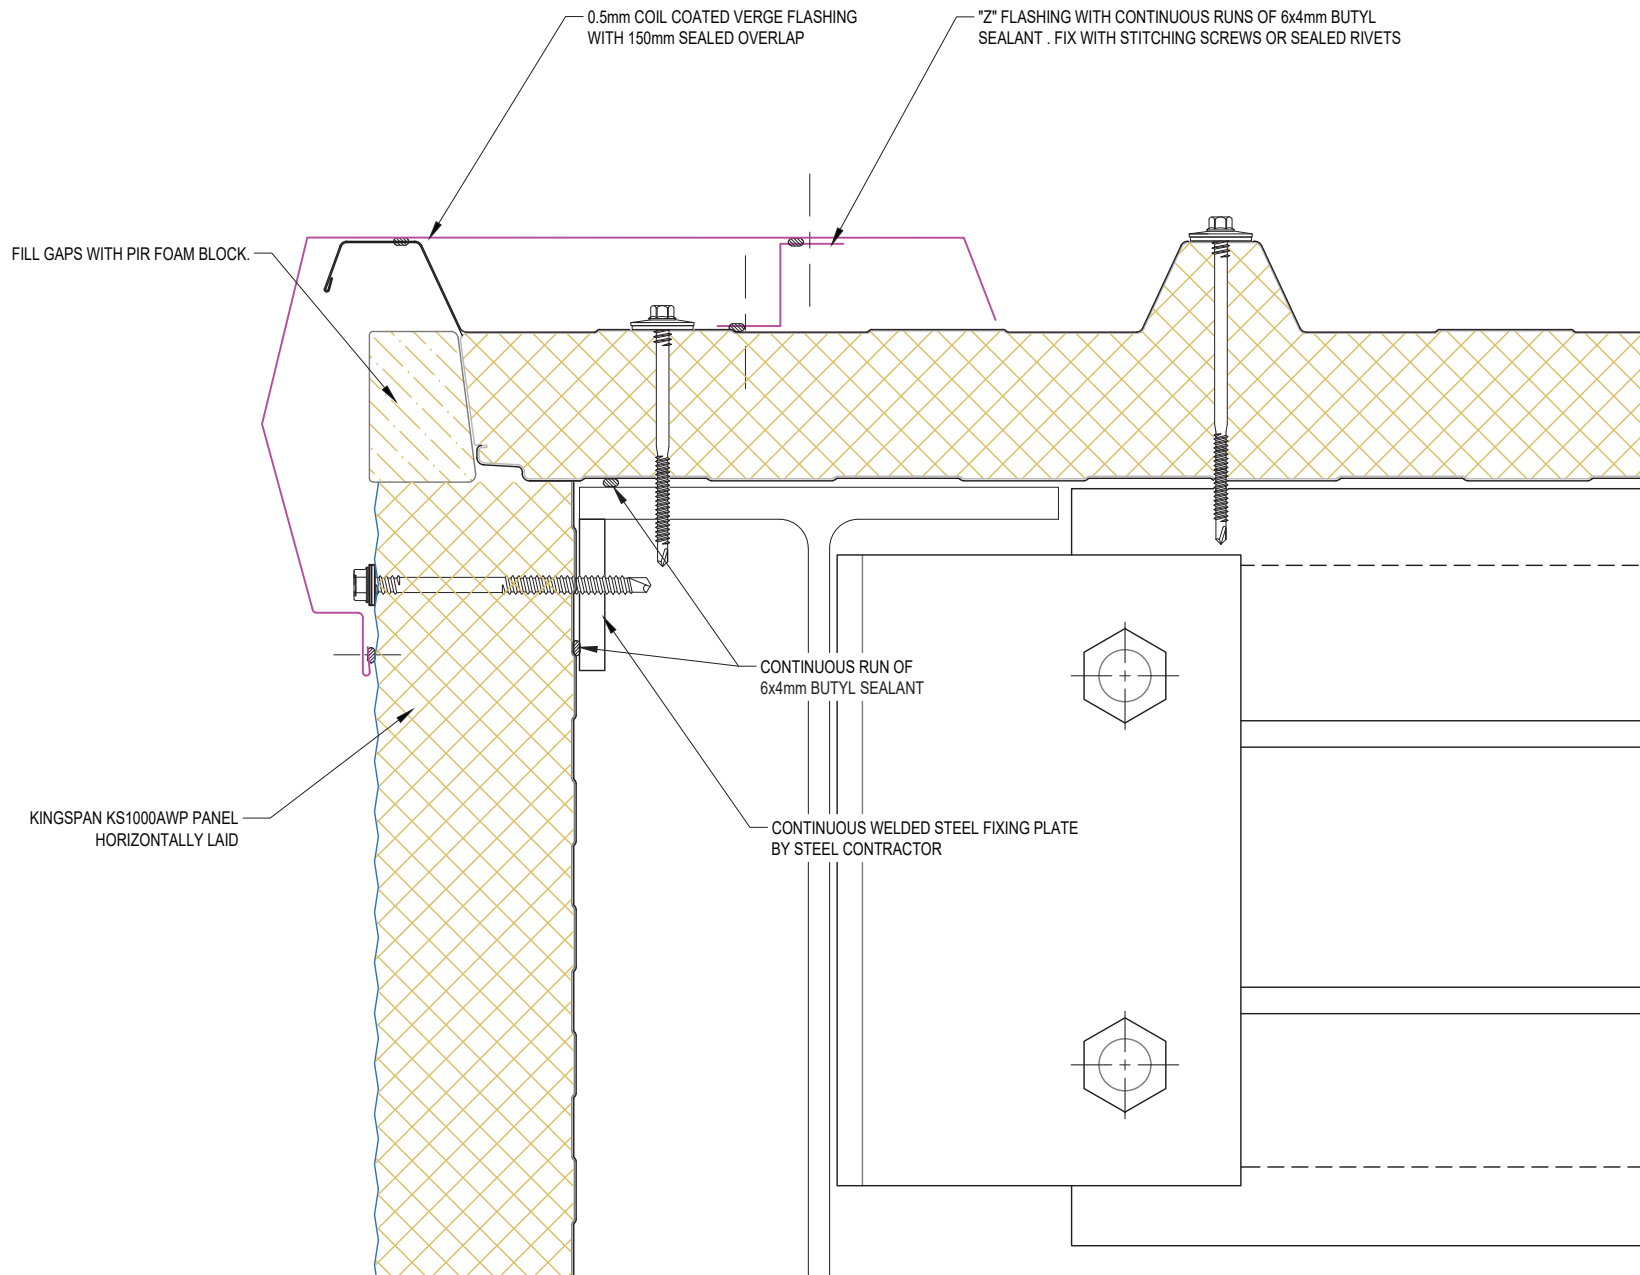 0.5mm COIL COATED VERGE FLASHING
WITH 150mm SEALED OVERLAP
"Z" FLASHING WITH CONTINUOUS RUNS OF 6x4mm BUTYL
SEALANT . FIX WITH STITCHING SCREWS OR SEALED RIVETS
FILL GAPS WITH PIR FOAM BLOCK.
CONTINUOUS RUN OF
6x4mm BUTYL SEALANT
KINGSPAN KS1000AWP PANEL
HORIZONTALLY LAID
CONTINUOUS WELDED STEEL FIXING PLATE
BY STEEL CONTRACTOR